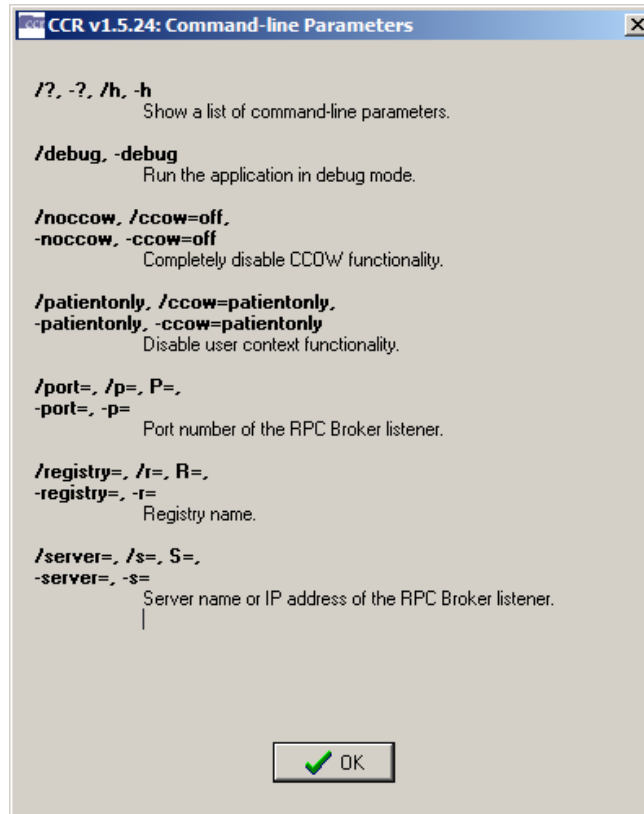 CCR CCR v1.5.24: Command-line Parameters
/?, -?, /h, -h
Show a list of command-line parameters.
/debug, -debug
Run the application in debug mode.
/noccow, /ccow=off,
-noccow, -ccow=off
Completely disable CCOW functionality.
/patientonly, /ccow=patientonly,
-patientonly, -ccow=patientonly
Disable user context functionality.
/port=, /p=, P=,
-port=, -p=
Port number of the RPC Broker listener.
/registry=, /r=, R=,
-registry=, -r=
Registry name.
/server=, /s=, S=,
-server=, -s=
Server name or IP address of the RPC Broker listener.
OK